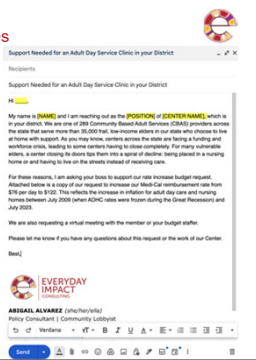 es
Support Needed for an Adult Day Service Clinic in your District
Recipients
Support Needed for an Adult Day Service Clinic in your District
Hi ____,
My name is [NAME] and I am reaching out as the [POSITION] of [CENTER NAME], which is
in your district. We are one of 289 Community Based Adult Services (CBAS) providers across
the state that serve more than 35,000 frail, low-income elders in our state who choose to live
at home with support. As you may know, centers across the state are facing a funding and
workforce crisis, leading to some centers having to close completely. For many vulnerable
elders, a center closing its doors tips them into a spiral of decline: being placed in a nursing
home or and having to live on the streets instead of receiving care.
For these reasons, I am asking your boss to support our rate increase budget request.
Attached below is a copy of our request to increase our Medi-Cal reimbursement rate from
$76 per day to $122. This reflects the increase in inflation for adult day care and nursing
homes between July 2009 (when ADHC rates were frozen during the Great Recession) and
July 2023.
We are also requesting a virtual meeting with the member or your budget staffer.
Please let me know if you have any questions about this request or the work of our Center.
Best,
EVERYDAY
IMPACT
CONSULTING
ABIGAIL ALVAREZ (she/her/ella)
Policy Consultant | Community Lobbyist
Verdana
B I U A
Send